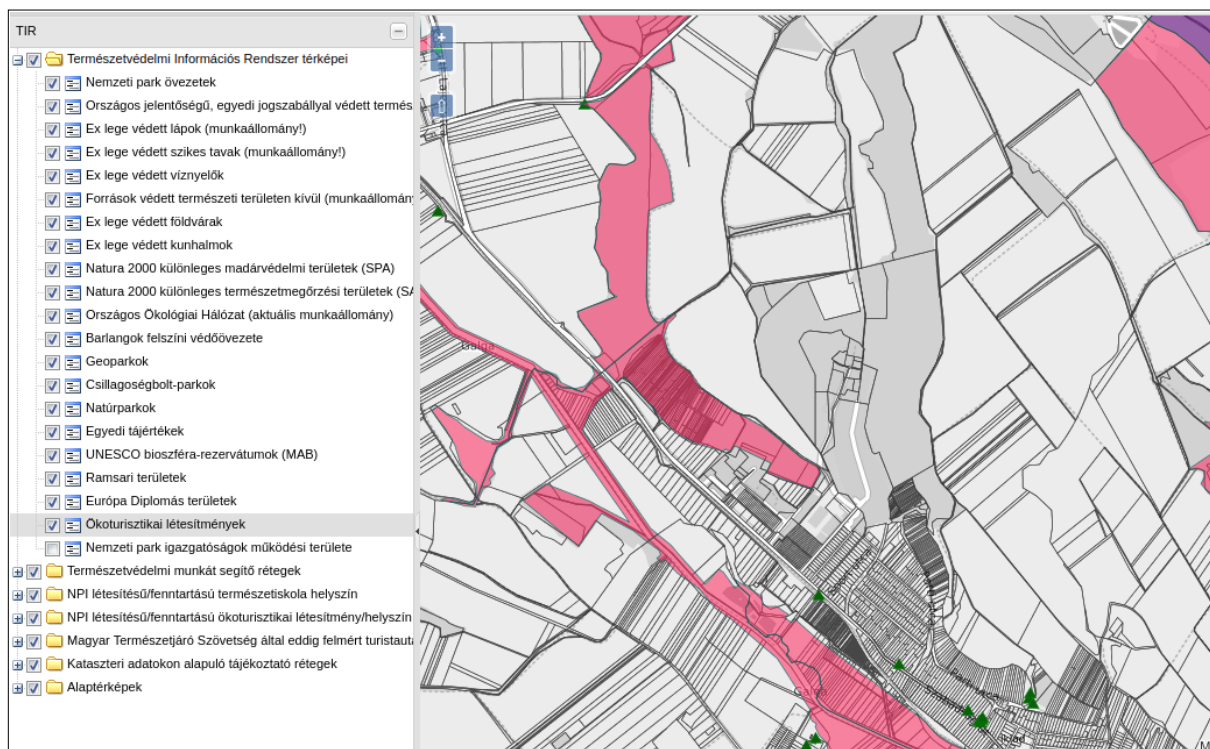 TIR
Természetvédelmi Információs Rendszer térképei
Nemzeti park övezetek
Országos jelentőségű, egyedi jogszabállyal védett termés
Ex lege védett lápok (munkaállomány!)
Ex lege védett szikes tavak (munkaállomány!)
Ex lege védett víznyelők
Források védett természeti területen kívül (munkaállomány
Ex lege védett földvárak
Ex lege védett kunhalmok
Natura 2000 különleges madárvédelmi területek (SPA)
Natura 2000 különleges természetmegőrzési területek (SA
Országos Ökológiai Hálózat (aktuális munkaállomány)
Barlangok felszíni védőövezete
Geoparkok
Csillagoségbolt-parkok
Natúrparkok
Egyedi tájértékek
UNESCO bioszféra-rezervátumok (MAB)
Ramsari területek
Európa Diplomás területek
Ökoturisztikai létesítmények
Nemzeti park igazgatóságok működési területe
Természetvédelmi munkát segítő rétegek
NPI létesítésű/fenntartású természetiskola helyszín
NPI létesítésű/fenntartású ökoturisztikai létesítmény/helyszín
Magyar Természetjáró Szövetség által eddig felmért turistauta
Kataszteri adatokon alapuló tájékoztató rétegek
Alaptérképek
Galga
Galga
Iklad